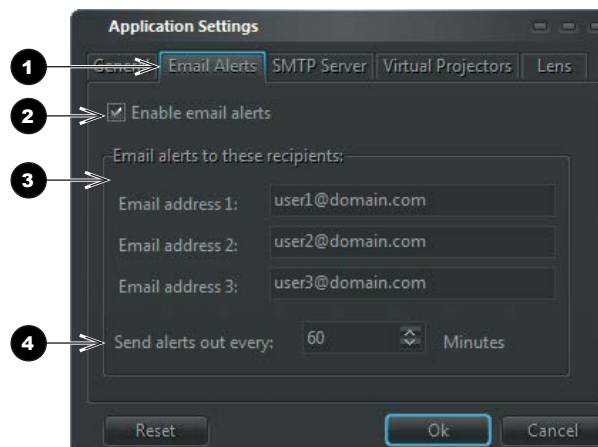 Application Settings
1 General Email Alerts SMTP Server Virtual Projectors Lens
2 Enable email alerts
Email alerts to these recipients:
3
Email address 1: user1@domain.com
Email address 2: user2@domain.com
Email address 3: user3@domain.com
4 Send alerts out every: 60 Minutes
Reset Ok Cancel